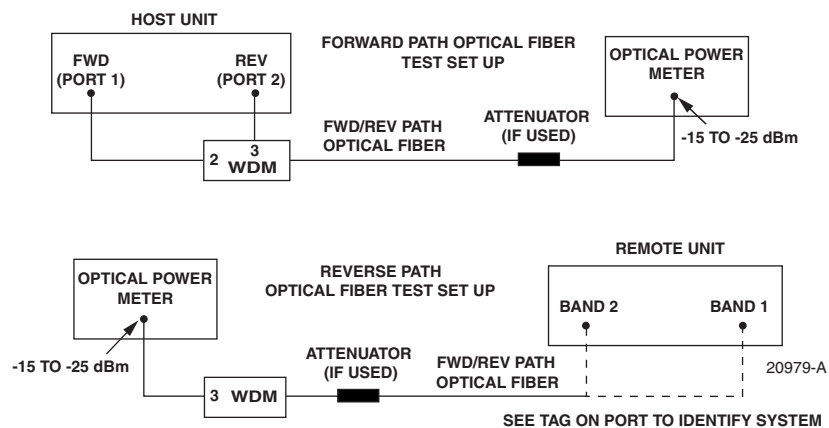 HOST UNIT
FWD
(PORT 1)
REV
(PORT 2)
FORWARD PATH OPTICAL FIBER
TEST SET UP
OPTICAL POWER
METER
-15 TO -25 dBm
2
3
WDM
FWD/REV PATH
OPTICAL FIBER
ATTENUATOR
(IF USED)
OPTICAL POWER
METER
-15 TO -25 dBm
REVERSE PATH
OPTICAL FIBER TEST SET UP
REMOTE UNIT
BAND 2
BAND 1
3 WDM
ATTENUATOR
(IF USED)
FWD/REV PATH
OPTICAL FIBER
20979-A
SEE TAG ON PORT TO IDENTIFY SYSTEM